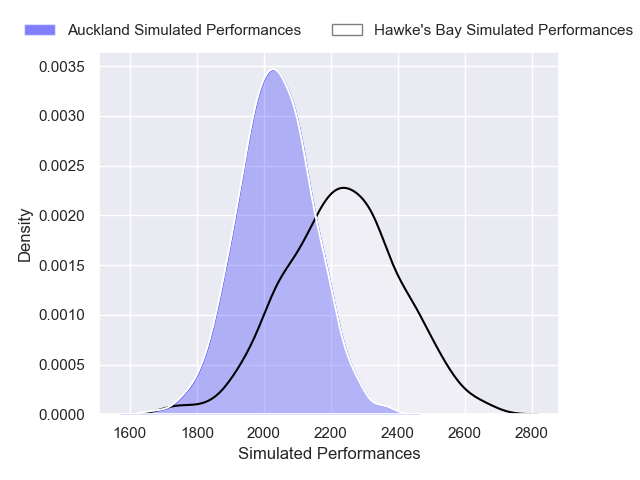 Auckland Simulated Performances
Hawke's Bay Simulated Performances
0.0035
0.0030
0.0025
0.0020
0.0015
0.0010
0.0005
0.0000
Density
1600 1800 2000 2200 2400 2600 2800
Simulated Performances